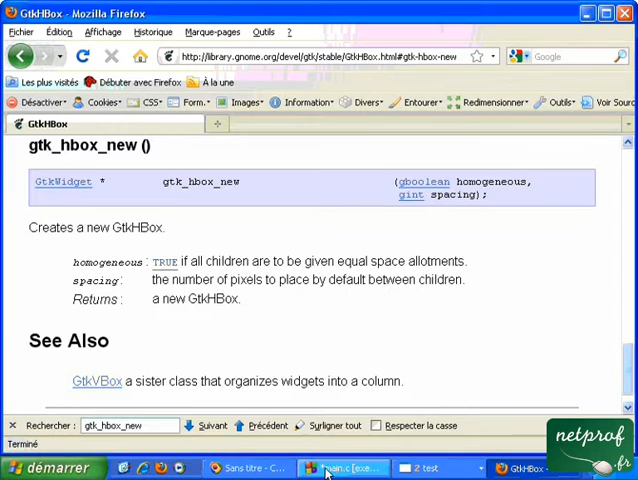 GtkHBox - Mozilla Firefox
Fichier Édition Affichage Historique Marque-pages Outils ?
http://library.gnome.org/devel/gtk/stable/GtkHBox.html#gtk-hbox-new Google
Les plus visités Débuter avec Firefox À la une
Désactiver Cookies CSS Form. Images Information Divers Entourer Redimensionner Outils Voir Sourc
GtkHBox
gtk_hbox_new ()
GtkWidget * gtk_hbox_new (gboolean homogeneous,
gint spacing);
Creates a new GtkHBox.
homogeneous : TRUE if all children are to be given equal space allotments.
spacing : the number of pixels to place by default between children.
Returns : a new GtkHBox.
See Also
GtkVBox a sister class that organizes widgets into a column.
Rechercher : gtk_hbox_new Suivant Précédent Surligner tout Respecter la casse
Terminé
démarrer Sans titre - C... *main.c [exe... 2 test GtkHBox -
netprof
.fr